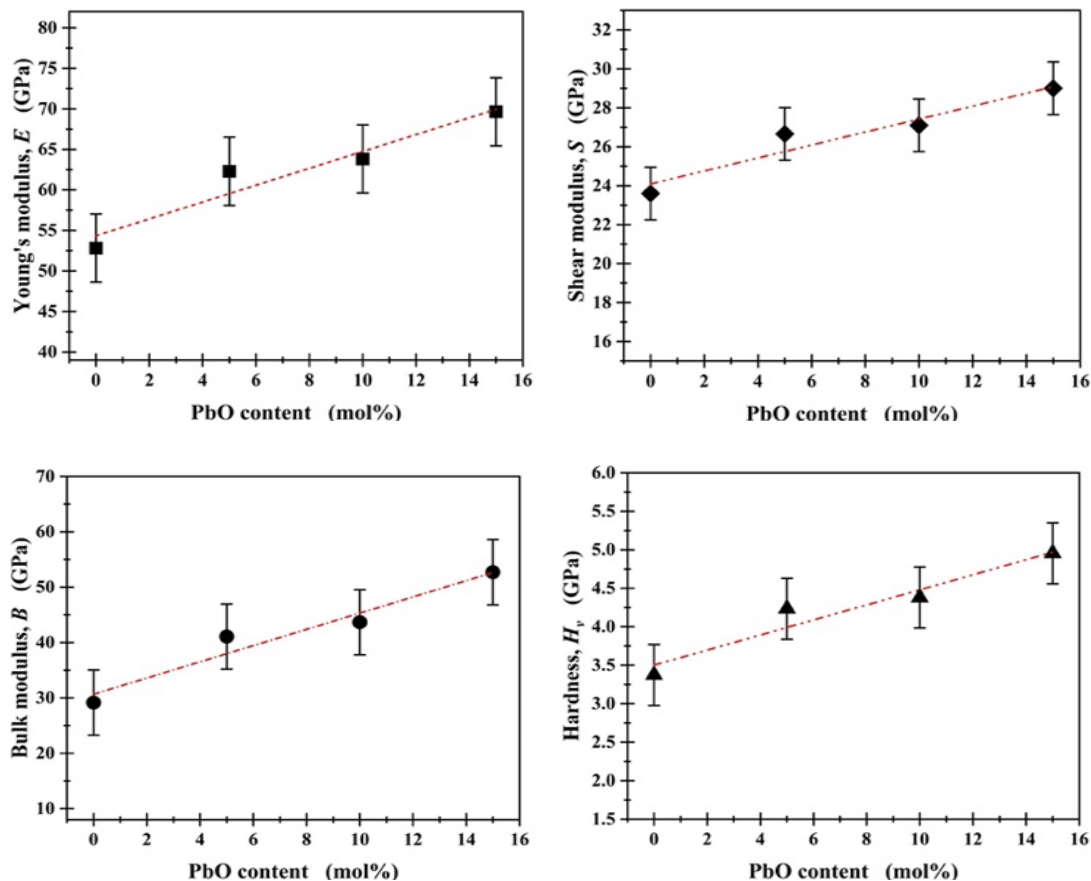 80
75
70
65
60
55
50
45
40
Young's modulus, E (GPa)
0 2 4 6 8 10 12 14 16
PbO content (mol%)
32
30
28
26
24
22
20
18
16
Shear modulus, S (GPa)
0 2 4 6 8 10 12 14 16
PbO content (mol%)
70
60
50
40
30
20
10
Bulk modulus, B (GPa)
0 2 4 6 8 10 12 14 16
PbO content (mol%)
6.0
5.5
5.0
4.5
4.0
3.5
3.0
2.5
2.0
1.5
Hardness, Hv (GPa)
0 2 4 6 8 10 12 14 16
PbO content (mol%)